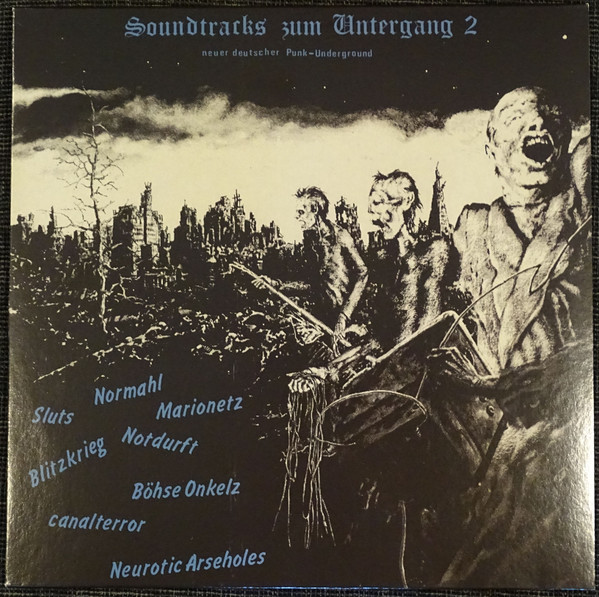 Soundtracks zum Untergang 2
neuer deutscher Punk-Underground
Normahl
Sluts
Marionetz
Notdurft
Blitzkrieg
Böhse Onkelz
canalterror
Neurotic Arseholes